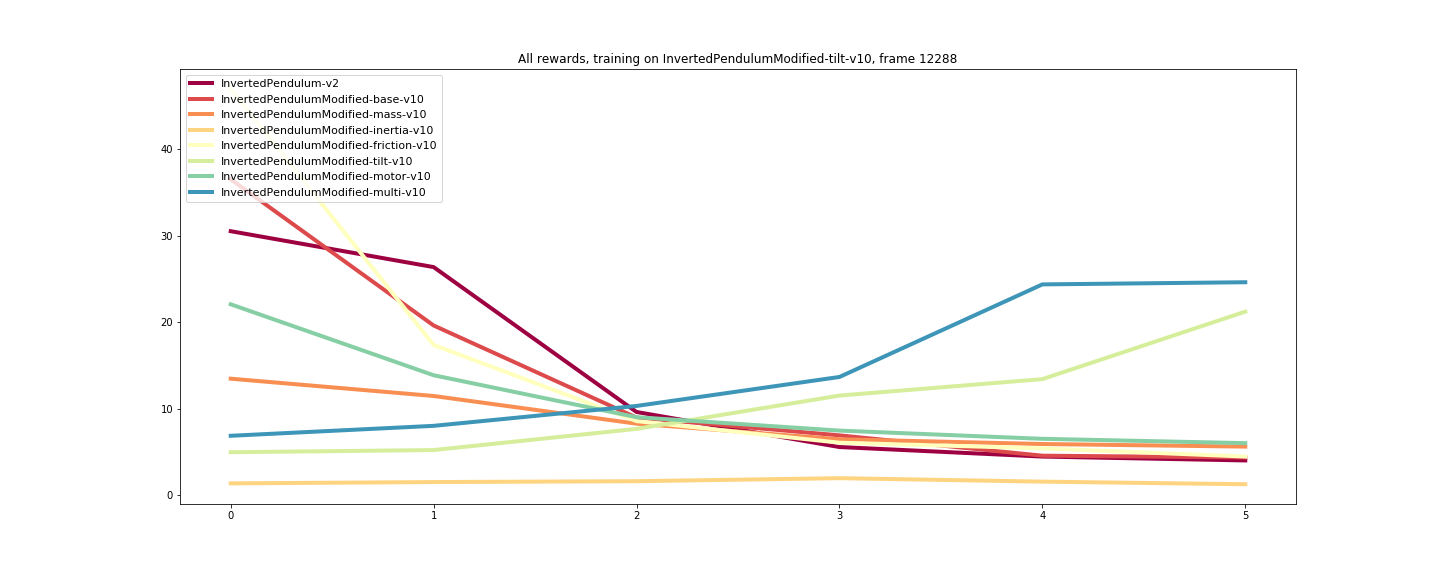 All rewards, training on InvertedPendulumModified-tilt-v10, frame 12288
InvertedPendulum-v2
InvertedPendulumModified-base-v10
InvertedPendulumModified-mass-v10
InvertedPendulumModified-inertia-v10
InvertedPendulumModified-friction-v10
InvertedPendulumModified-tilt-v10
InvertedPendulumModified-motor-v10
InvertedPendulumModified-multi-v10
40
30
20
10
0
0 1 2 3 4 5